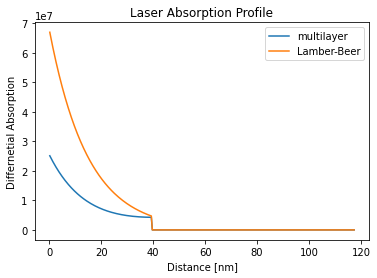 Laser Absorption Profile
1e7
multilayer
Lamber-Beer
7
6
5
4
3
2
1
0
Differnetial Absorption
0 20 40 60 80 100 120
Distance [nm]